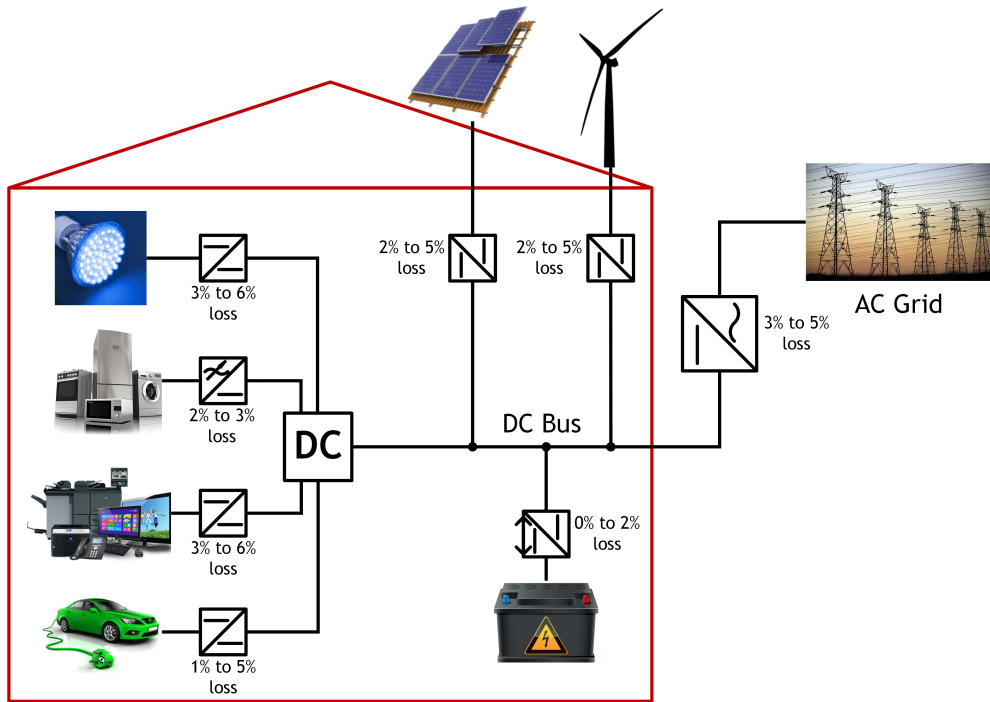 2% to 5%
loss
2% to 5%
loss
3% to 6%
loss
AC Grid
3% to 5%
loss
2% to 3%
loss
DC
DC Bus
3% to 6%
loss
0% to 2%
loss
1% to 5%
loss